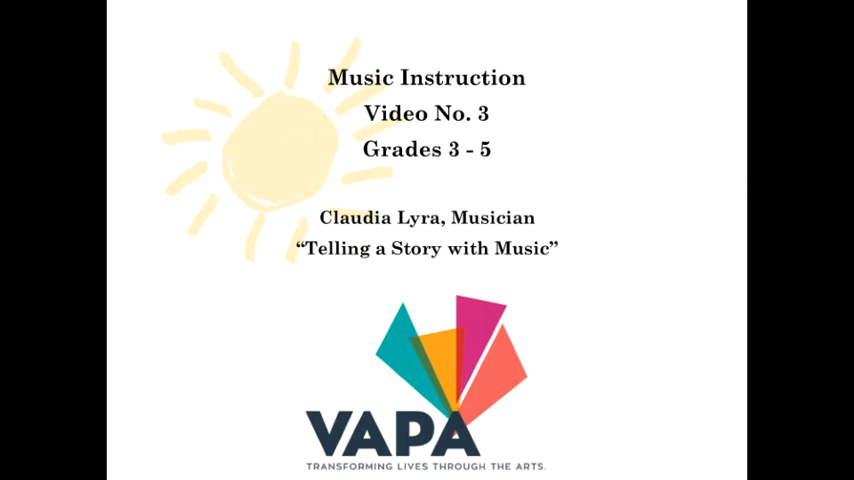 Music Instruction
Video No. 3
Grades 3 - 5
Claudia Lyra, Musician
“Telling a Story with Music”
VAPA
TRANSFORMING LIVES THROUGH THE ARTS.